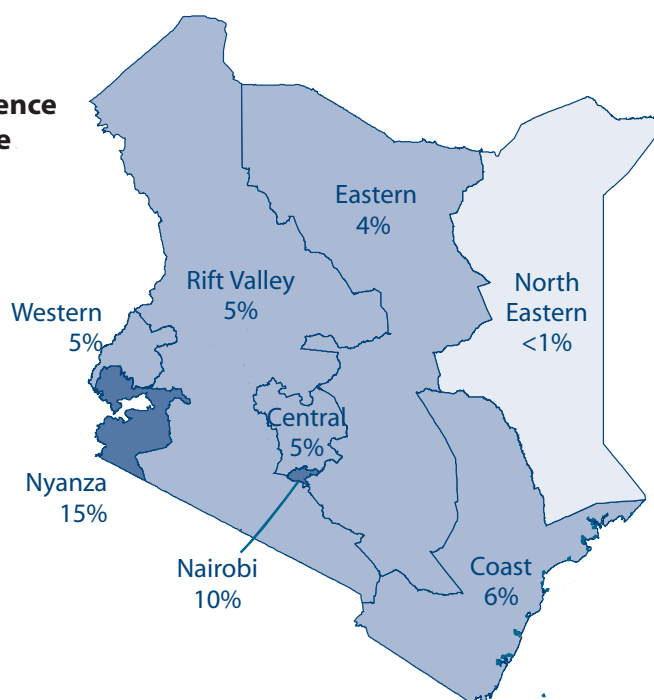 ence
e
Eastern
4%
Rift Valley
5%
North
Eastern
<1%
Western
5%
Central
5%
Nyanza
15%
Nairobi
10%
Coast
6%